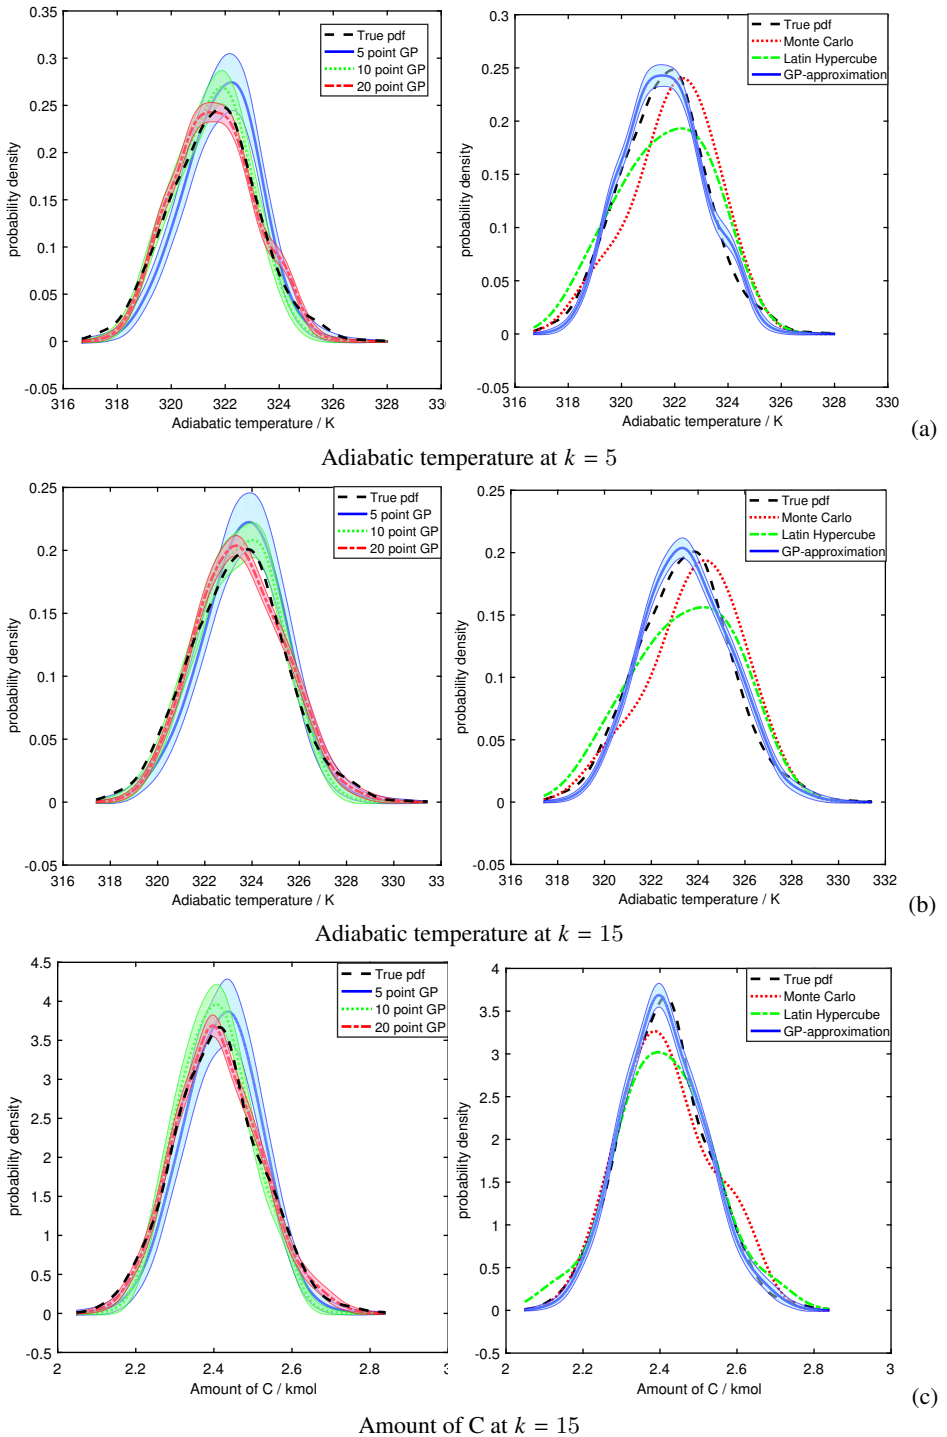 0.35
0.3
0.25
0.2
0.15
0.1
0.05
0
-0.05
probability density
316 318 320 322 324 326 328 33
Adiabatic temperature / K
True pdf
5 point GP
10 point GP
20 point GP
0.3
0.25
0.2
0.15
0.1
0.05
0
-0.05
probability density
316 318 320 322 324 326 328 330
Adiabatic temperature / K
True pdf
Monte Carlo
Latin Hypercube
GP-approximation
(a)
Adiabatic temperature at k = 5
0.25
0.2
0.15
0.1
0.05
0
-0.05
probability density
316 318 320 322 324 326 328 330 33
Adiabatic temperature / K
True pdf
5 point GP
10 point GP
20 point GP
0.25
0.2
0.15
0.1
0.05
0
-0.05
probability density
316 318 320 322 324 326 328 330 332
Adiabatic temperature / K
True pdf
Monte Carlo
Latin Hypercube
GP-approximation
(b)
Adiabatic temperature at k = 15
4.5
4
3.5
3
2.5
2
1.5
1
0.5
0
-0.5
probability density
2 2.2 2.4 2.6 2.8 3
Amount of C / kmol
True pdf
5 point GP
10 point GP
20 point GP
4
3.5
3
2.5
2
1.5
1
0.5
0
-0.5
probability density
2 2.2 2.4 2.6 2.8 3
Amount of C / kmol
True pdf
Monte Carlo
Latin Hypercube
GP-approximation
(c)
Amount of C at k = 15